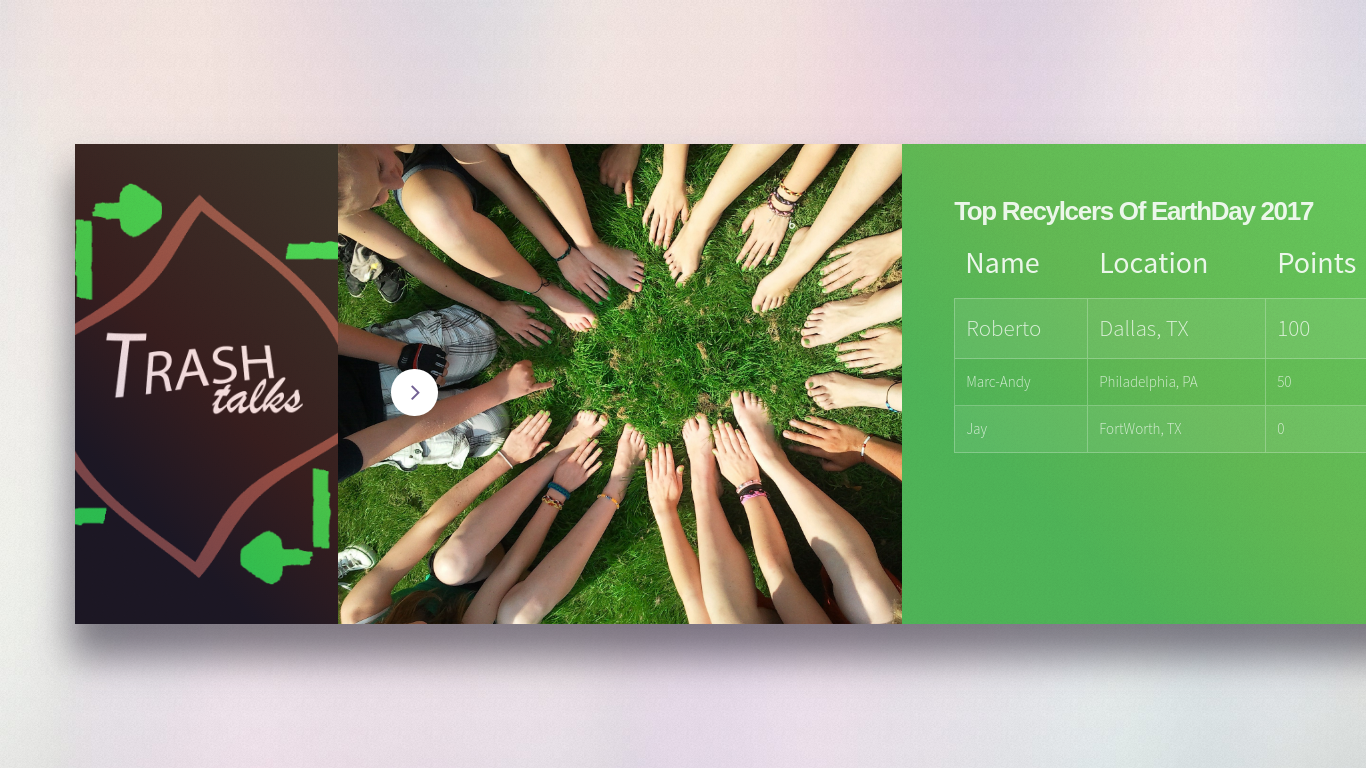 TRASH
talks
Top Recylcers Of EarthDay 2017
Name Location Points
Roberto Dallas, TX 100
Marc-Andy Philadelphia, PA 50
Jay FortWorth, TX 0